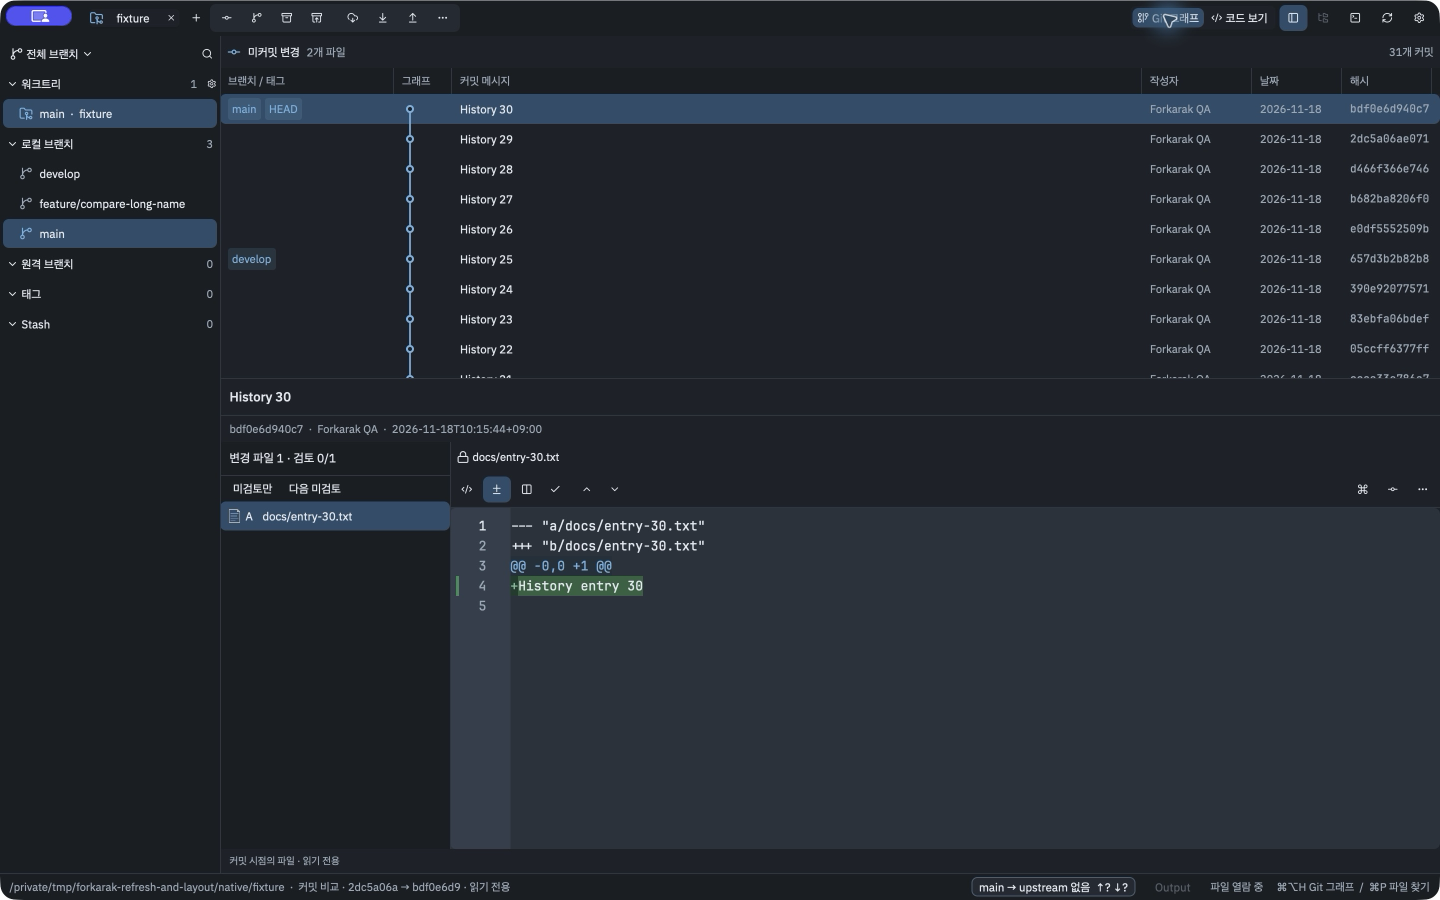 fixture
Git 그래프
코드 보기
전체 브랜치
미커밋 변경 2개 파일
31개 커밋
워크트리 1
main · fixture
로컬 브랜치 3
develop
feature/compare-long-name
main
원격 브랜치 0
태그 0
Stash 0
브랜치 / 태그 그래프 커밋 메시지 작성자 날짜 해시
main HEAD History 30 Forkarak QA 2026-11-18 bdf0e6d940c7
History 29 Forkarak QA 2026-11-18 2dc5a06ae071
History 28 Forkarak QA 2026-11-18 d466f366e746
History 27 Forkarak QA 2026-11-18 b682ba8206f0
History 26 Forkarak QA 2026-11-18 e0df5552509b
develop History 25 Forkarak QA 2026-11-18 657d3b2b82b8
History 24 Forkarak QA 2026-11-18 390e92077571
History 23 Forkarak QA 2026-11-18 83ebfa06bdef
History 22 Forkarak QA 2026-11-18 05ccff6377ff
History 30
bdf0e6d940c7 · Forkarak QA · 2026-11-18T10:15:44+09:00
변경 파일 1 · 검토 0/1
미검토만 다음 미검토
A docs/entry-30.txt
docs/entry-30.txt
1 --- "a/docs/entry-30.txt"
2 +++ "b/docs/entry-30.txt"
3 @@ -0,0 +1 @@
4 +History entry 30
5
커밋 시점의 파일 · 읽기 전용
/private/tmp/forkarak-refresh-and-layout/native/fixture · 커밋 비교 · 2dc5a06a → bdf0e6d9 · 읽기 전용
main → upstream 없음 ↑? ↓?
Output
파일 열람 중
⌘⌥H Git 그래프 / ⌘P 파일 찾기